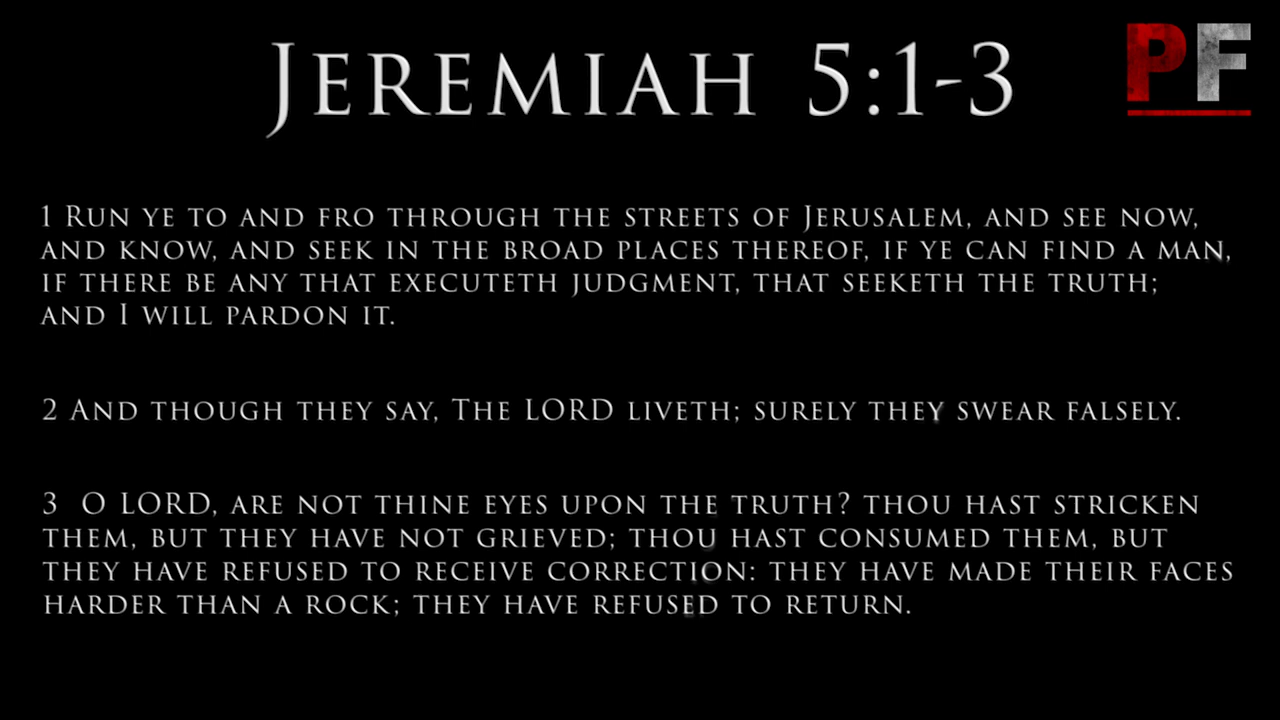 JEREMIAH 5:1-3
PF
1 RUN YE TO AND FRO THROUGH THE STREETS OF JERUSALEM, AND SEE NOW,
AND KNOW, AND SEEK IN THE BROAD PLACES THEREOF, IF YE CAN FIND A MAN,
IF THERE BE ANY THAT EXECUTETH JUDGMENT, THAT SEEKETH THE TRUTH;
AND I WILL PARDON IT.
2 AND THOUGH THEY SAY, THE LORD LIVETH; SURELY THEY SWEAR FALSELY.
3 O LORD, ARE NOT THINE EYES UPON THE TRUTH? THOU HAST STRICKEN
THEM, BUT THEY HAVE NOT GRIEVED; THOU HAST CONSUMED THEM, BUT
THEY HAVE REFUSED TO RECEIVE CORRECTION: THEY HAVE MADE THEIR FACES
HARDER THAN A ROCK; THEY HAVE REFUSED TO RETURN.